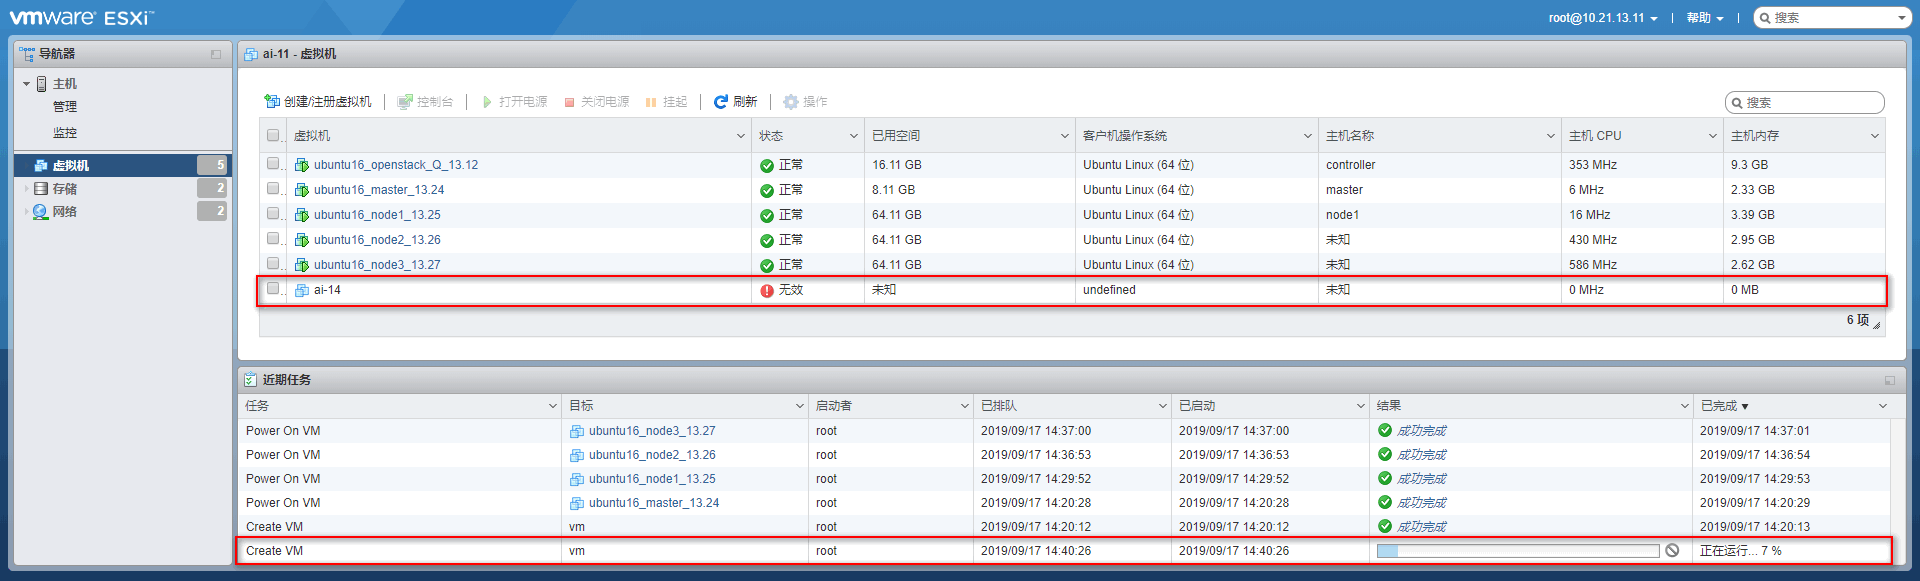 vmware ESXi™
root@10.21.13.11 | 帮助 | 搜索
导航器
主机
管理
监控
虚拟机 5
存储 2
网络 2
ai-11 - 虚拟机
创建/注册虚拟机 | 控制台 | 打开电源 关闭电源 挂起 | 刷新 | 操作 搜索
虚拟机 状态 已用空间 客户机操作系统 主机名称 主机 CPU 主机内存
ubuntu16_openstack_Q_13.12 正常 16.11 GB Ubuntu Linux (64 位) controller 353 MHz 9.3 GB
ubuntu16_master_13.24 正常 8.11 GB Ubuntu Linux (64 位) master 6 MHz 2.33 GB
ubuntu16_node1_13.25 正常 64.11 GB Ubuntu Linux (64 位) node1 16 MHz 3.39 GB
ubuntu16_node2_13.26 正常 64.11 GB Ubuntu Linux (64 位) 未知 430 MHz 2.95 GB
ubuntu16_node3_13.27 正常 64.11 GB Ubuntu Linux (64 位) 未知 586 MHz 2.62 GB
ai-14 无效 未知 undefined 未知 0 MHz 0 MB
6 项
近期任务
任务 目标 启动者 已排队 已启动 结果 已完成
Power On VM ubuntu16_node3_13.27 root 2019/09/17 14:37:00 2019/09/17 14:37:00 成功完成 2019/09/17 14:37:01
Power On VM ubuntu16_node2_13.26 root 2019/09/17 14:36:53 2019/09/17 14:36:53 成功完成 2019/09/17 14:36:54
Power On VM ubuntu16_node1_13.25 root 2019/09/17 14:29:52 2019/09/17 14:29:52 成功完成 2019/09/17 14:29:53
Power On VM ubuntu16_master_13.24 root 2019/09/17 14:20:28 2019/09/17 14:20:28 成功完成 2019/09/17 14:20:29
Create VM vm root 2019/09/17 14:20:12 2019/09/17 14:20:12 成功完成 2019/09/17 14:20:13
Create VM vm root 2019/09/17 14:40:26 2019/09/17 14:40:26 正在运行... 7 %